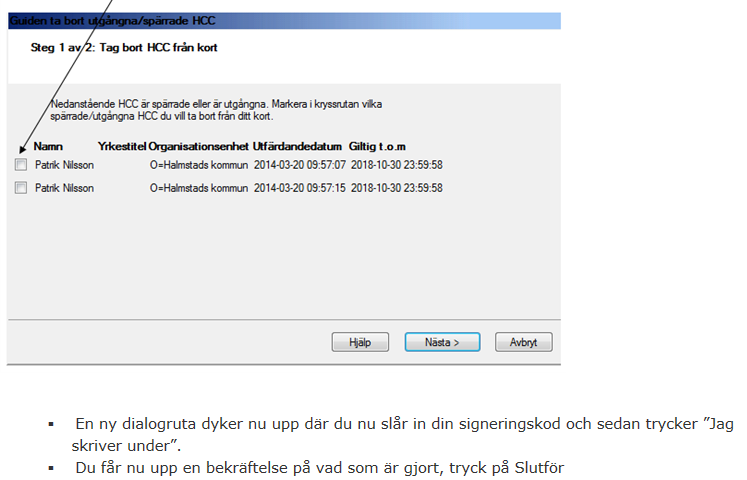 Guiden ta bort utgångna/spärrade HCC
Steg 1 av 2: Tag bort HCC från kort
Nedanstående HCC är spärrade eller är utgångna. Markera i kryssrutan vilka
spärrade/utgångna HCC du vill ta bort från ditt kort.
Namn Yrkestitel Organisationsenhet Utfärdandedatum Giltig t.o.m
Patrik Nilsson O=Halmstads kommun 2014-03-20 09:57:07 2018-10-30 23:59:58
Patrik Nilsson O=Halmstads kommun 2014-03-20 09:57:15 2018-10-30 23:59:58
Hjälp Nästa > Avbryt
▪ En ny dialogruta dyker nu upp där du nu slår in din signeringskod och sedan trycker ”Jag
skriver under”.
▪ Du får nu upp en bekräftelse på vad som är gjort, tryck på Slutför